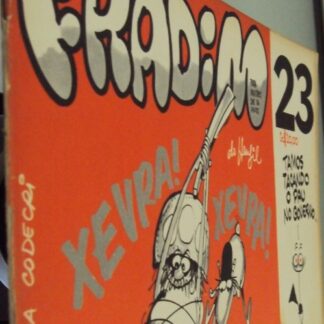 FRADIM
de Henfil
23
XEVRA!
XEVRA!
TAMOS
TACANDO
O PAU
NO GOVERNO
A CODECRI